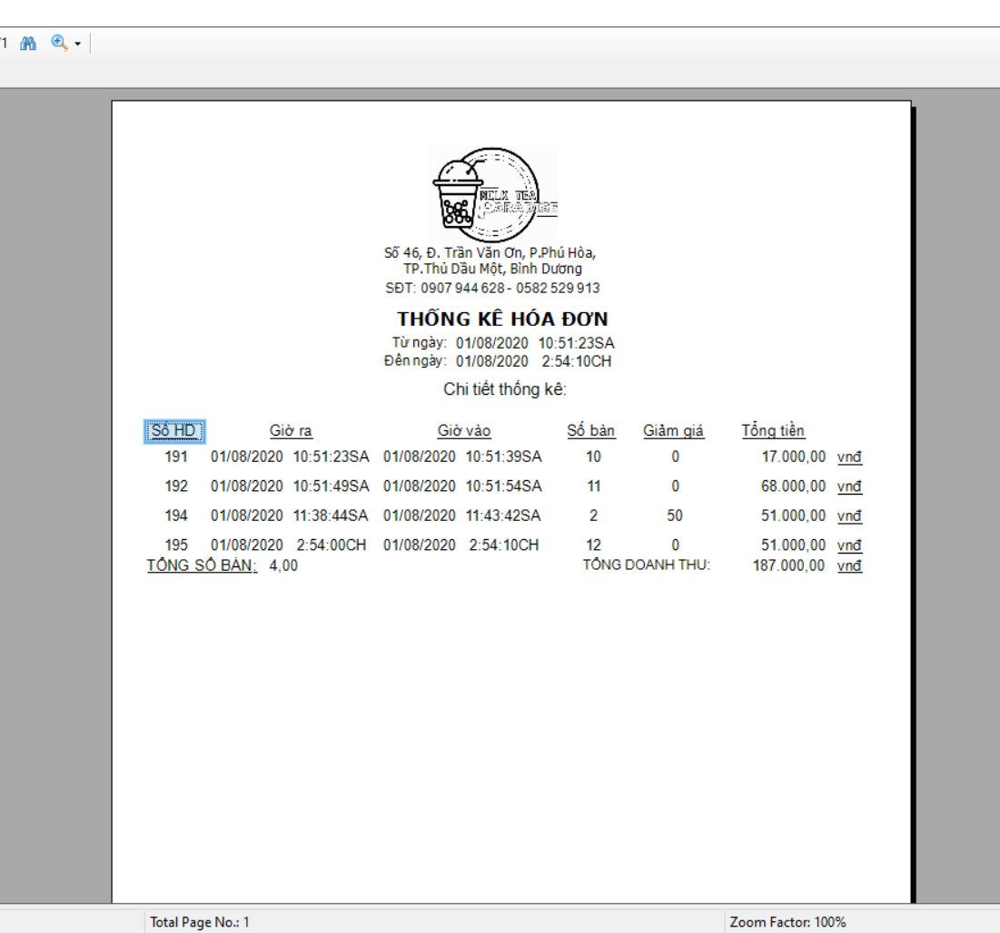 /1
MILK TEA
PARADISE
Số 46, Đ. Trần Văn Ơn, P.Phú Hòa,
TP.Thủ Dầu Một, Bình Dương
SĐT: 0907 944 628 - 0582 529 913
THỐNG KÊ HÓA ĐƠN
Từ ngày: 01/08/2020 10:51:23SA
Đến ngày: 01/08/2020 2:54:10CH
Chi tiết thống kê:
Số HD Giờ ra Giờ vào Số bàn Giảm giá Tổng tiền
191 01/08/2020 10:51:23SA 01/08/2020 10:51:39SA 10 0 17.000,00 vnđ
192 01/08/2020 10:51:49SA 01/08/2020 10:51:54SA 11 0 68.000,00 vnđ
194 01/08/2020 11:38:44SA 01/08/2020 11:43:42SA 2 50 51.000,00 vnđ
195 01/08/2020 2:54:00CH 01/08/2020 2:54:10CH 12 0 51.000,00 vnđ
TỔNG SỐ BÀN: 4,00 TỔNG DOANH THU: 187.000,00 vnđ
Total Page No.: 1 Zoom Factor: 100%